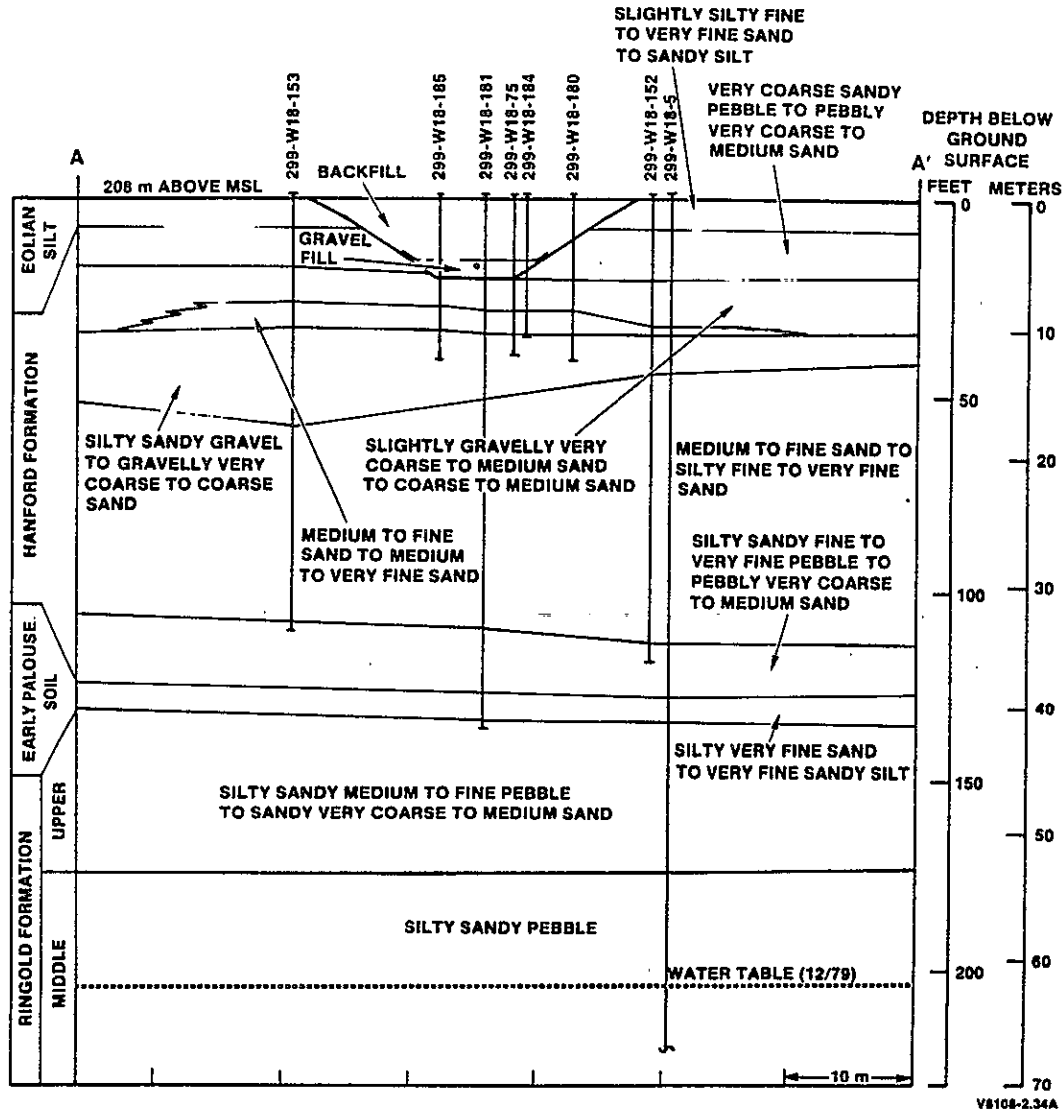 SLIGHTLY SILTY FINE
TO VERY FINE SAND
TO SANDY SILT
VERY COARSE SANDY
PEBBLE TO PEBBLY
VERY COARSE TO
MEDIUM SAND
DEPTH BELOW
GROUND
SURFACE
FEET METERS
A
A'
208 m ABOVE MSL
299-W18-153
299-W18-185
299-W18-181
299-W18-75
299-W18-184
299-W18-180
299-W18-152
299-W18-5
BACKFILL
GRAVEL
FILL
EOLIAN
SILT
HANFORD FORMATION
EARLY PALOUSE
SOIL
RINGOLD FORMATION
UPPER
MIDDLE
SILTY SANDY GRAVEL
TO GRAVELLY VERY
COARSE TO COARSE
SAND
SLIGHTLY GRAVELLY VERY
COARSE TO MEDIUM SAND
TO COARSE TO MEDIUM SAND
MEDIUM TO FINE SAND TO
SILTY FINE TO VERY FINE
SAND
MEDIUM TO FINE
SAND TO MEDIUM
TO VERY FINE SAND
SILTY SANDY FINE TO
VERY FINE PEBBLE TO
PEBBLY VERY COARSE
TO MEDIUM SAND
SILTY VERY FINE SAND
TO VERY FINE SANDY SILT
SILTY SANDY MEDIUM TO FINE PEBBLE
TO SANDY VERY COARSE TO MEDIUM SAND
SILTY SANDY PEBBLE
WATER TABLE (12/79)
10 m
0
50
100
150
200
0
10
20
30
40
50
60
70
V8108-2.34A